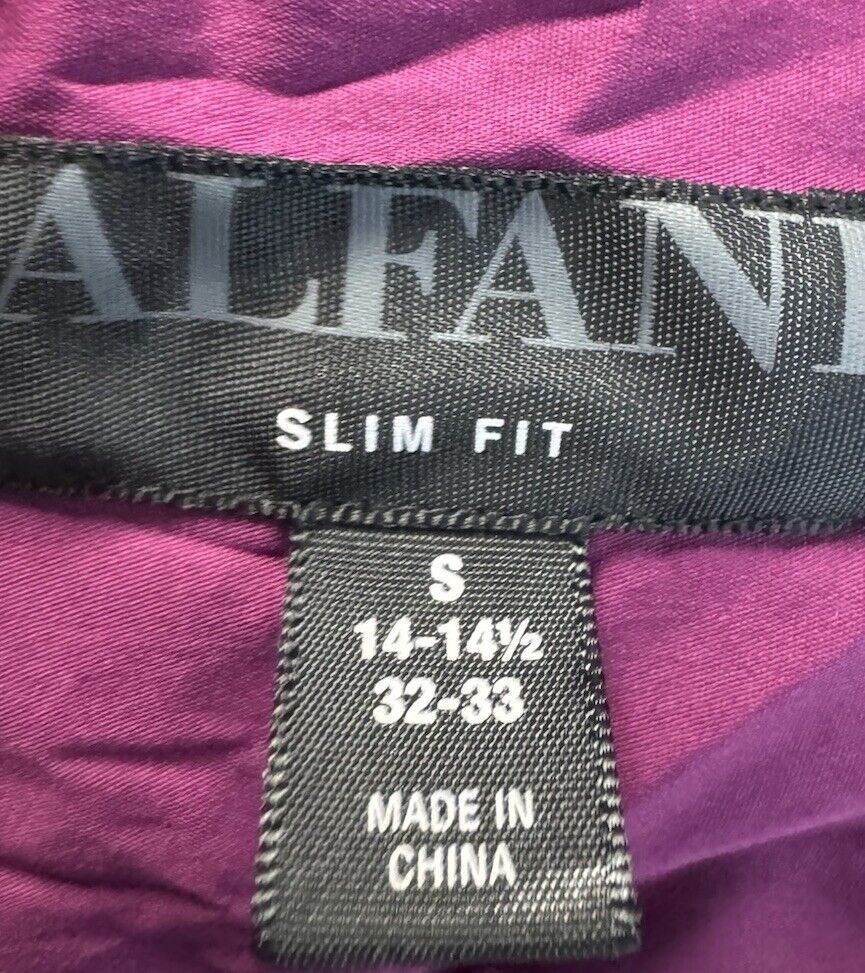 ALFANI
SLIM FIT
S
14-14½
32-33
MADE IN
CHINA